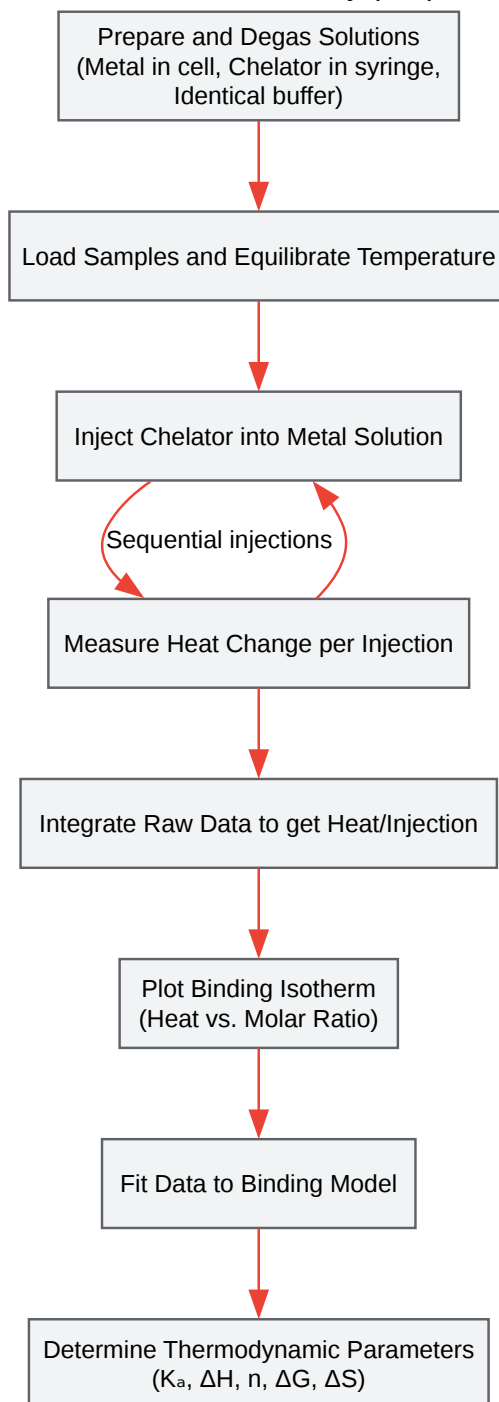 Prepare and Degas Solutions
(Metal in cell, Chelator in syringe,
Identical buffer)
Load Samples and Equilibrate Temperature
Inject Chelator into Metal Solution
Sequential injections
Measure Heat Change per Injection
Integrate Raw Data to get Heat/Injection
Plot Binding Isotherm
(Heat vs. Molar Ratio)
Fit Data to Binding Model
Determine Thermodynamic Parameters
(Kₐ, ΔH, n, ΔG, ΔS)